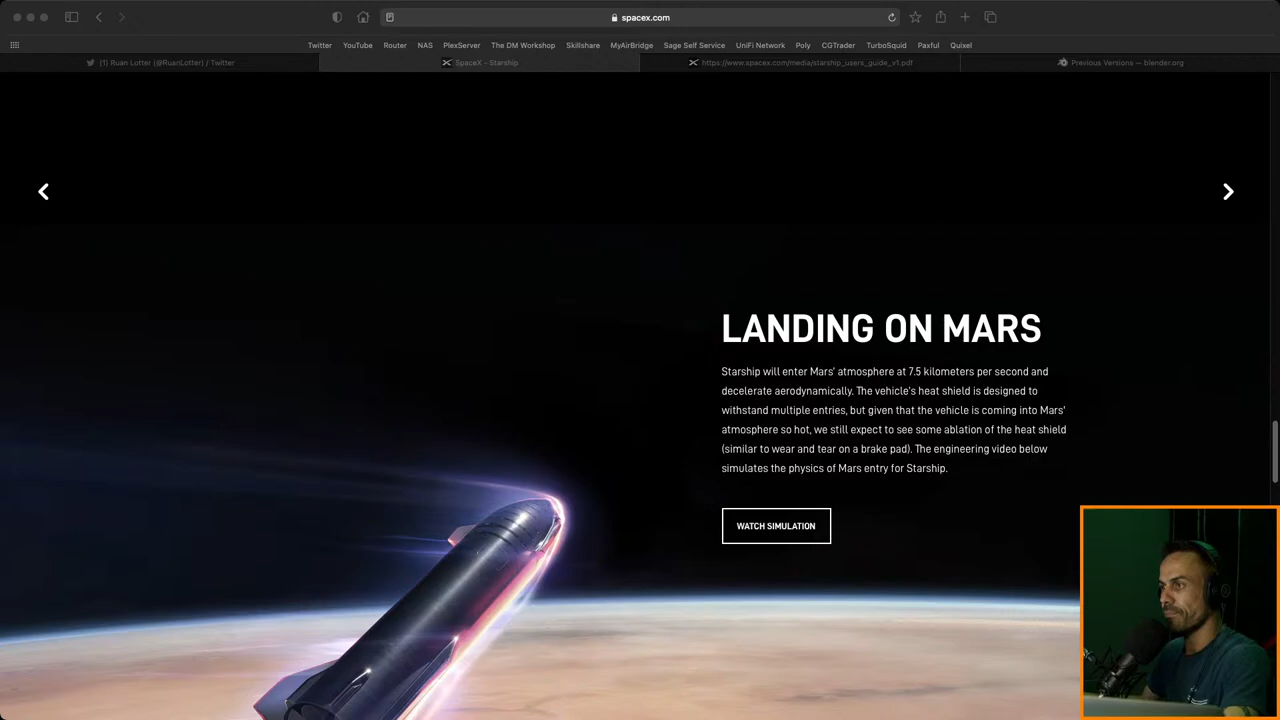 spacex.com
Twitter YouTube Router NAS PlexServer The DM Workshop Skillshare MyAirBridge Sage Self Service UniFi Network Poly CGTrader TurboSquid Paxful Quixel
(1) Ruan Lotter (@RuanLotter) / Twitter
SpaceX - Starship
https://www.spacex.com/media/starship_users_guide_v1.pdf
Previous Versions — blender.org
LANDING ON MARS
Starship will enter Mars' atmosphere at 7.5 kilometers per second and
decelerate aerodynamically. The vehicle's heat shield is designed to
withstand multiple entries, but given that the vehicle is coming into Mars'
atmosphere so hot, we still expect to see some ablation of the heat shield
(similar to wear and tear on a brake pad). The engineering video below
simulates the physics of Mars entry for Starship.
WATCH SIMULATION